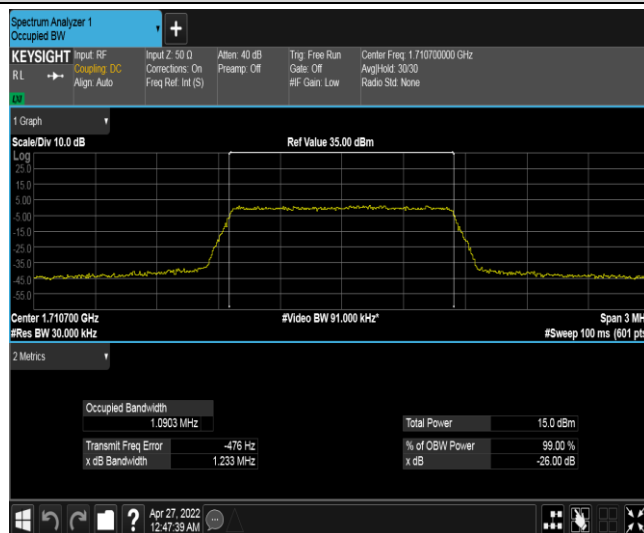 Spectrum Analyzer 1
Occupied BW
+
KEYSIGHT
RL
Input: RF
Coupling: DC
Align: Auto
Input Z: 50 Ω
Corrections: On
Freq Ref: Int (S)
Atten: 40 dB
Preamp: Off
Trig: Free Run
Gate: Off
#IF Gain: Low
Center Freq: 1.710700000 GHz
Avg|Hold: 30/30
Radio Std: None
1 Graph
Scale/Div 10.0 dB
Ref Value 35.00 dBm
Log
25.0
15.0
5.00
-5.00
-15.0
-25.0
-35.0
-45.0
-55.0
Center 1.710700 GHz
#Video BW 91.000 kHz*
Span 3 MH
#Res BW 30.000 kHz
#Sweep 100 ms (601 pts
2 Metrics
Occupied Bandwidth
1.0903 MHz
Total Power 15.0 dBm
Transmit Freq Error -476 Hz
% of OBW Power 99.00 %
x dB Bandwidth 1.233 MHz
x dB -26.00 dB
?
Apr 27, 2022
12:47:39 AM